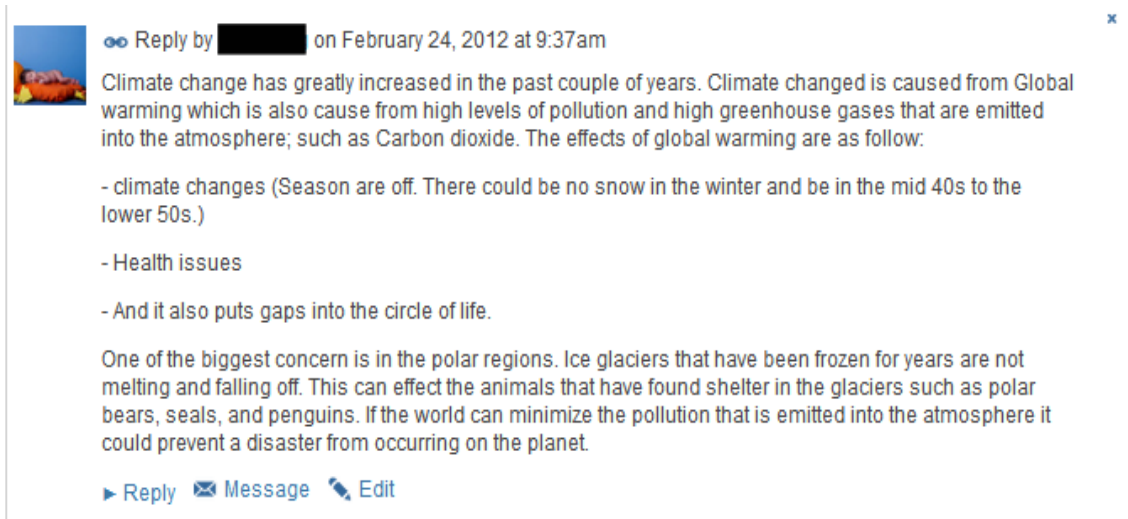 Reply by on February 24, 2012 at 9:37am
Climate change has greatly increased in the past couple of years. Climate changed is caused from Global
warming which is also cause from high levels of pollution and high greenhouse gases that are emitted
into the atmosphere; such as Carbon dioxide. The effects of global warming are as follow:
- climate changes (Season are off. There could be no snow in the winter and be in the mid 40s to the
lower 50s.)
- Health issues
- And it also puts gaps into the circle of life.
One of the biggest concern is in the polar regions. Ice glaciers that have been frozen for years are not
melting and falling off. This can effect the animals that have found shelter in the glaciers such as polar
bears, seals, and penguins. If the world can minimize the pollution that is emitted into the atmosphere it
could prevent a disaster from occurring on the planet.
Reply Message Edit